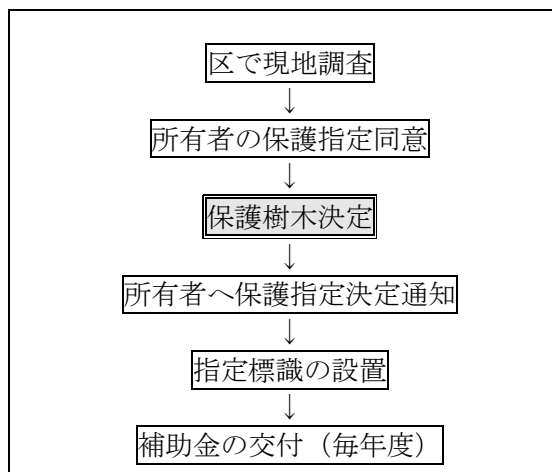 区で現地調査
↓
所有者の保護指定同意
↓
保護樹木決定
↓
所有者へ保護指定決定通知
↓
指定標識の設置
↓
補助金の交付（毎年度）